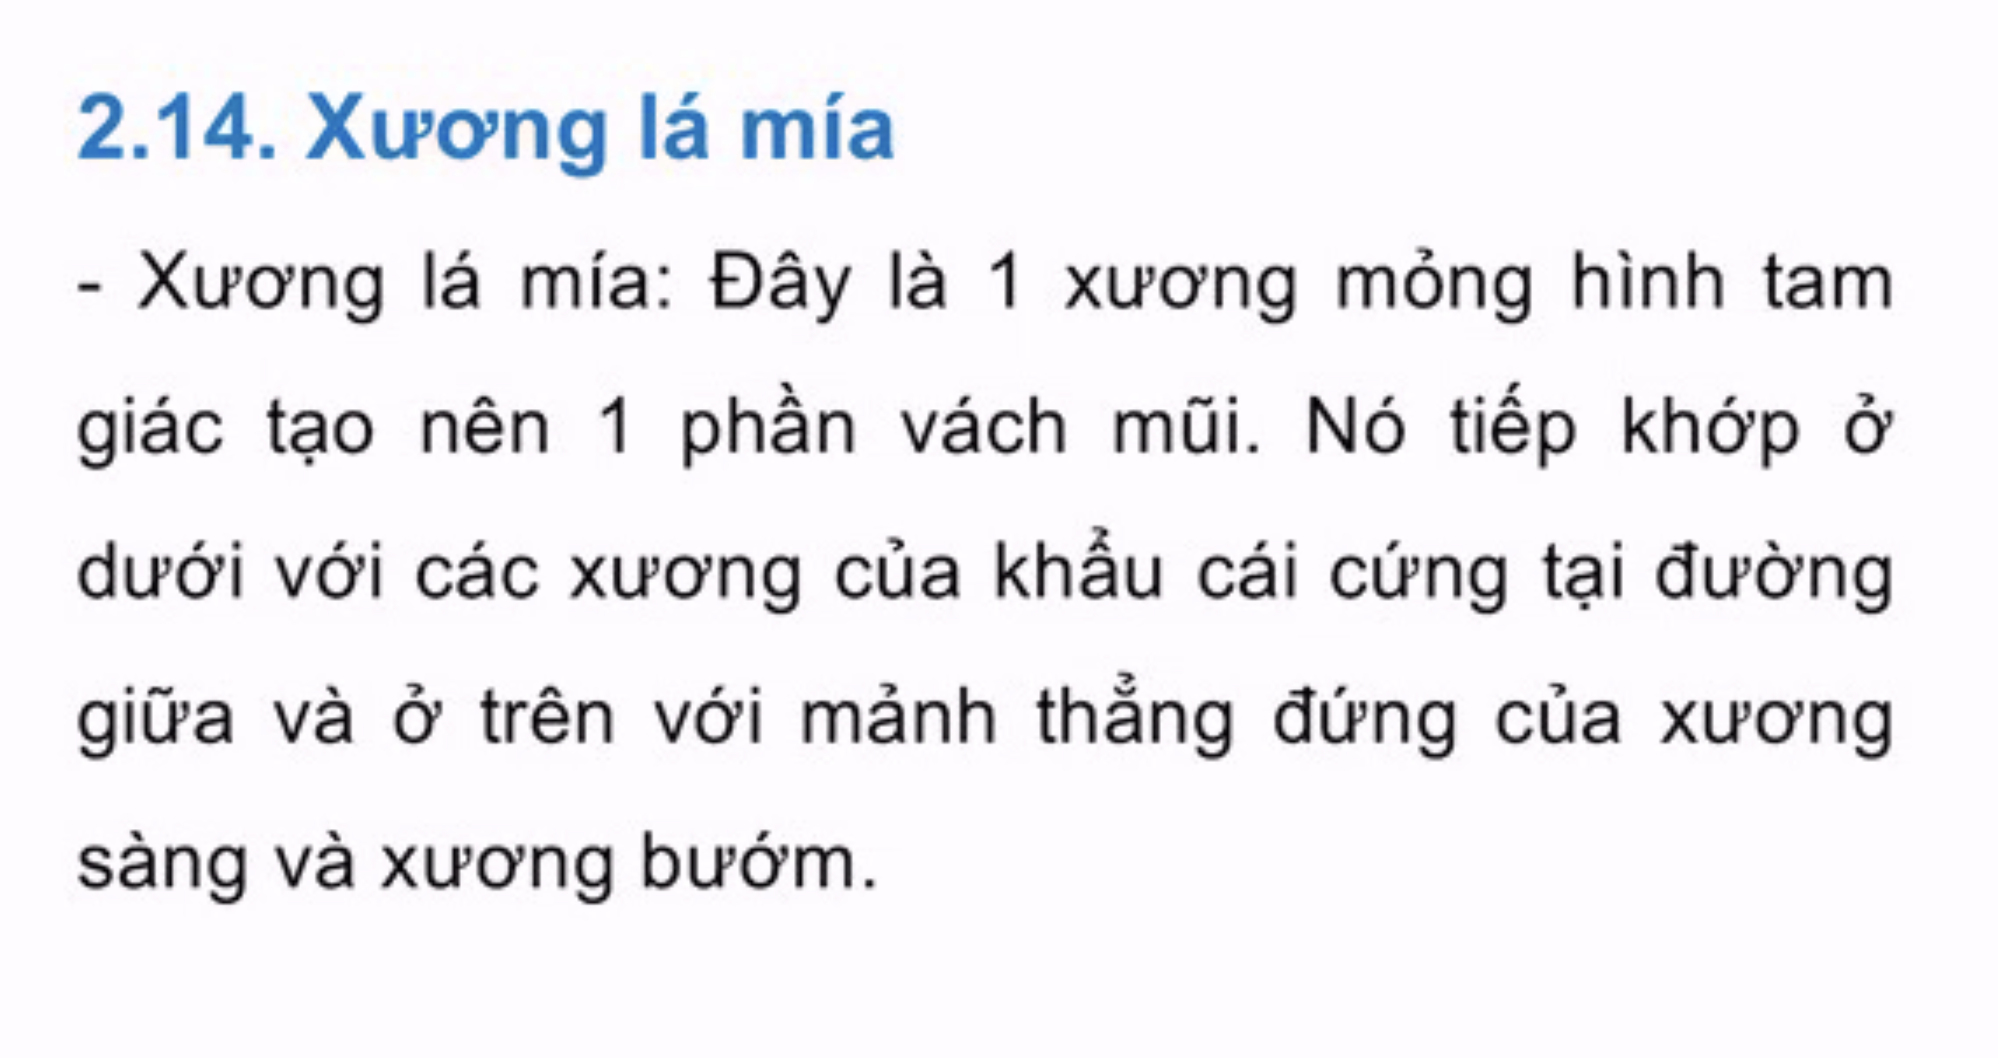 2.14. Xương lá mía
- Xương lá mía: Đây là 1 xương mỏng hình tam
giác tạo nên 1 phần vách mũi. Nó tiếp khớp ở
dưới với các xương của khẩu cái cứng tại đường
giữa và ở trên với mảnh thẳng đứng của xương
sàng và xương bướm.